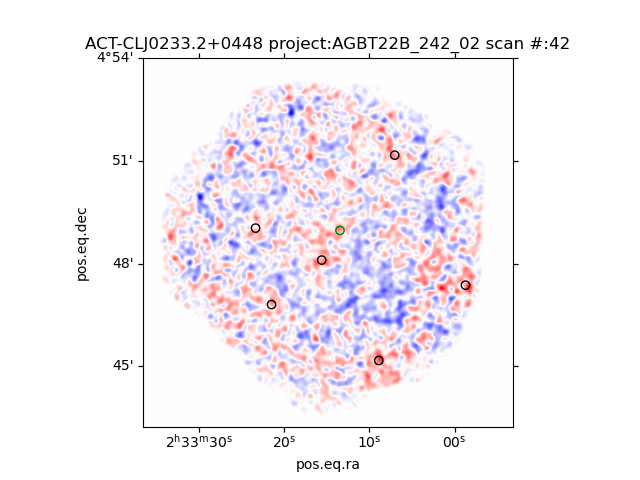 ACT-CLJ0233.2+0448 project:AGBT22B_242_02 scan #:42
4°54'
51'
48'
45'
pos.eq.dec
2ʰ33ᵐ30ˢ 20ˢ 10ˢ 00ˢ
pos.eq.ra